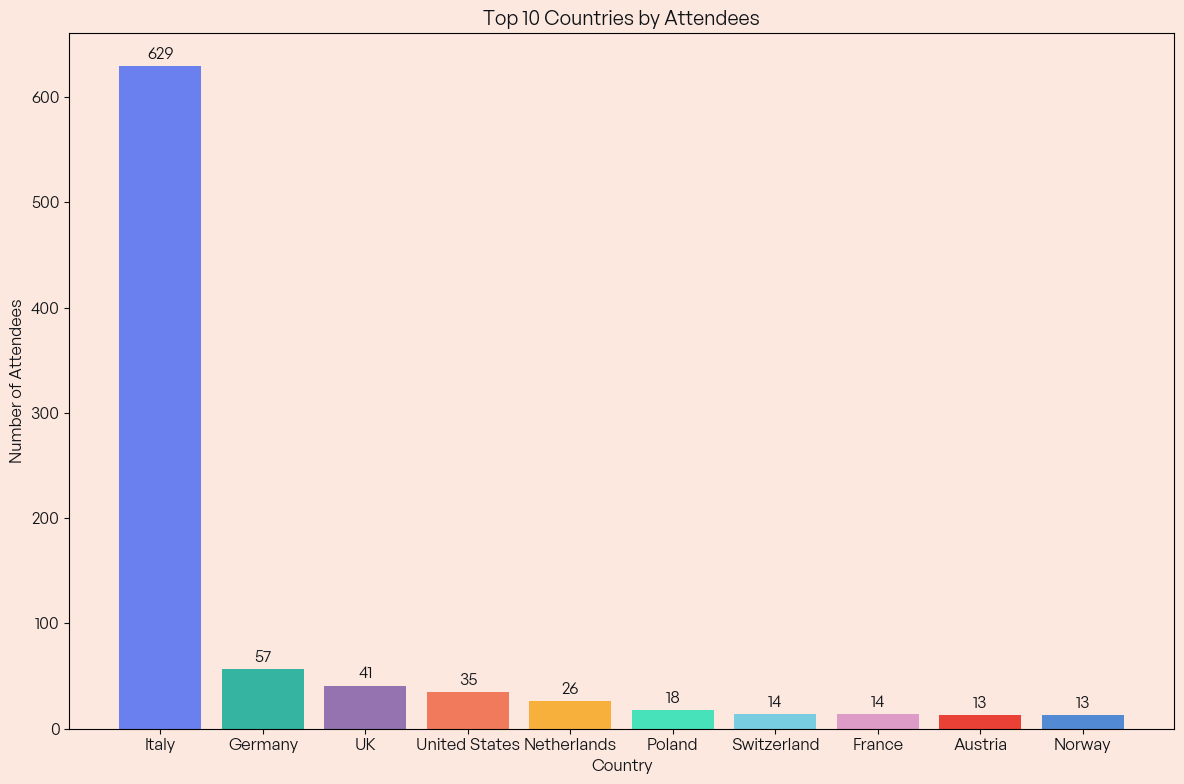 Top 10 Countries by Attendees
Number of Attendees
600
500
400
300
200
100
0
629
57
41
35
26
18
14
14
13
13
Italy
Germany
UK
United States
Netherlands
Poland
Switzerland
France
Austria
Norway
Country